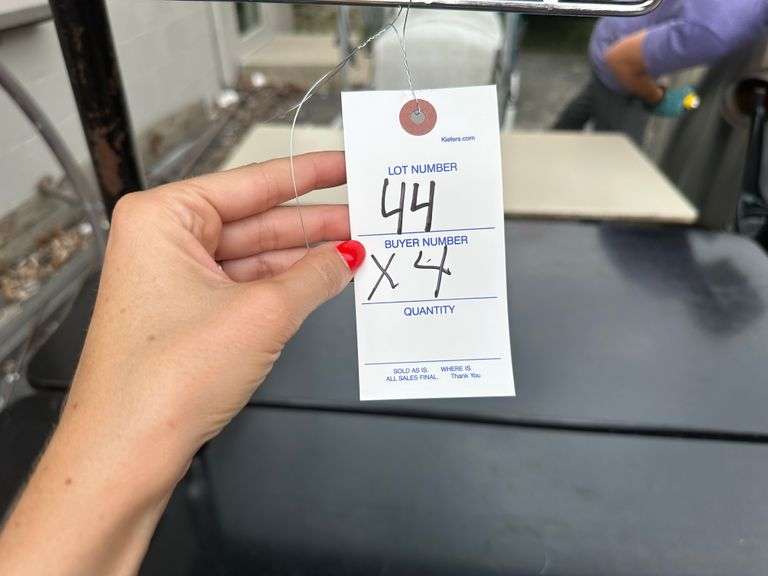 Kiefers.com
LOT NUMBER
44
BUYER NUMBER
X 4
QUANTITY
SOLD AS IS. WHERE IS.
ALL SALES FINAL. Thank You